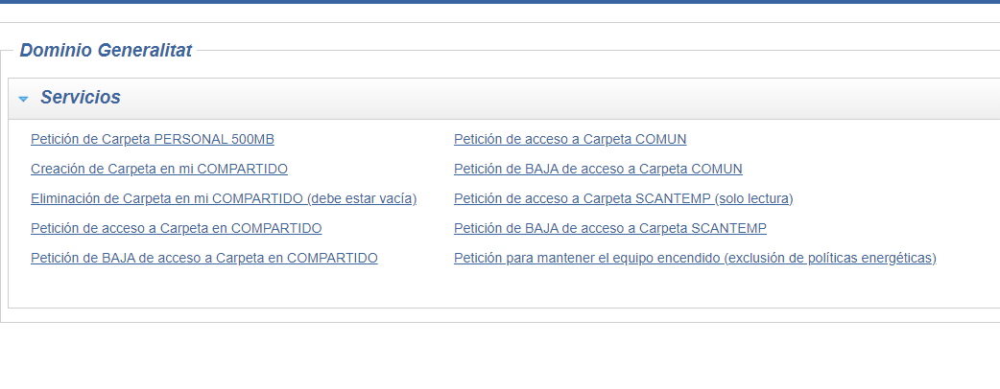 Dominio Generalitat
Servicios
Petición de Carpeta PERSONAL 500MB
Creación de Carpeta en mi COMPARTIDO
Eliminación de Carpeta en mi COMPARTIDO (debe estar vacía)
Petición de acceso a Carpeta en COMPARTIDO
Petición de BAJA de acceso a Carpeta en COMPARTIDO
Petición de acceso a Carpeta COMUN
Petición de BAJA de acceso a Carpeta COMUN
Petición de acceso a Carpeta SCANTEMP (solo lectura)
Petición de BAJA de acceso a Carpeta SCANTEMP
Petición para mantener el equipo encendido (exclusión de políticas energéticas)